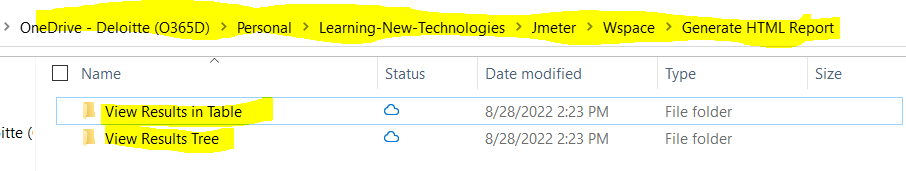 OneDrive - Deloitte (O365D) > Personal > Learning-New-Technologies > Jmeter > Wspace > Generate HTML Report
Name Status Date modified Type Size
View Results in Table 8/28/2022 2:23 PM File folder
oitte (
View Results Tree 8/28/2022 2:23 PM File folder